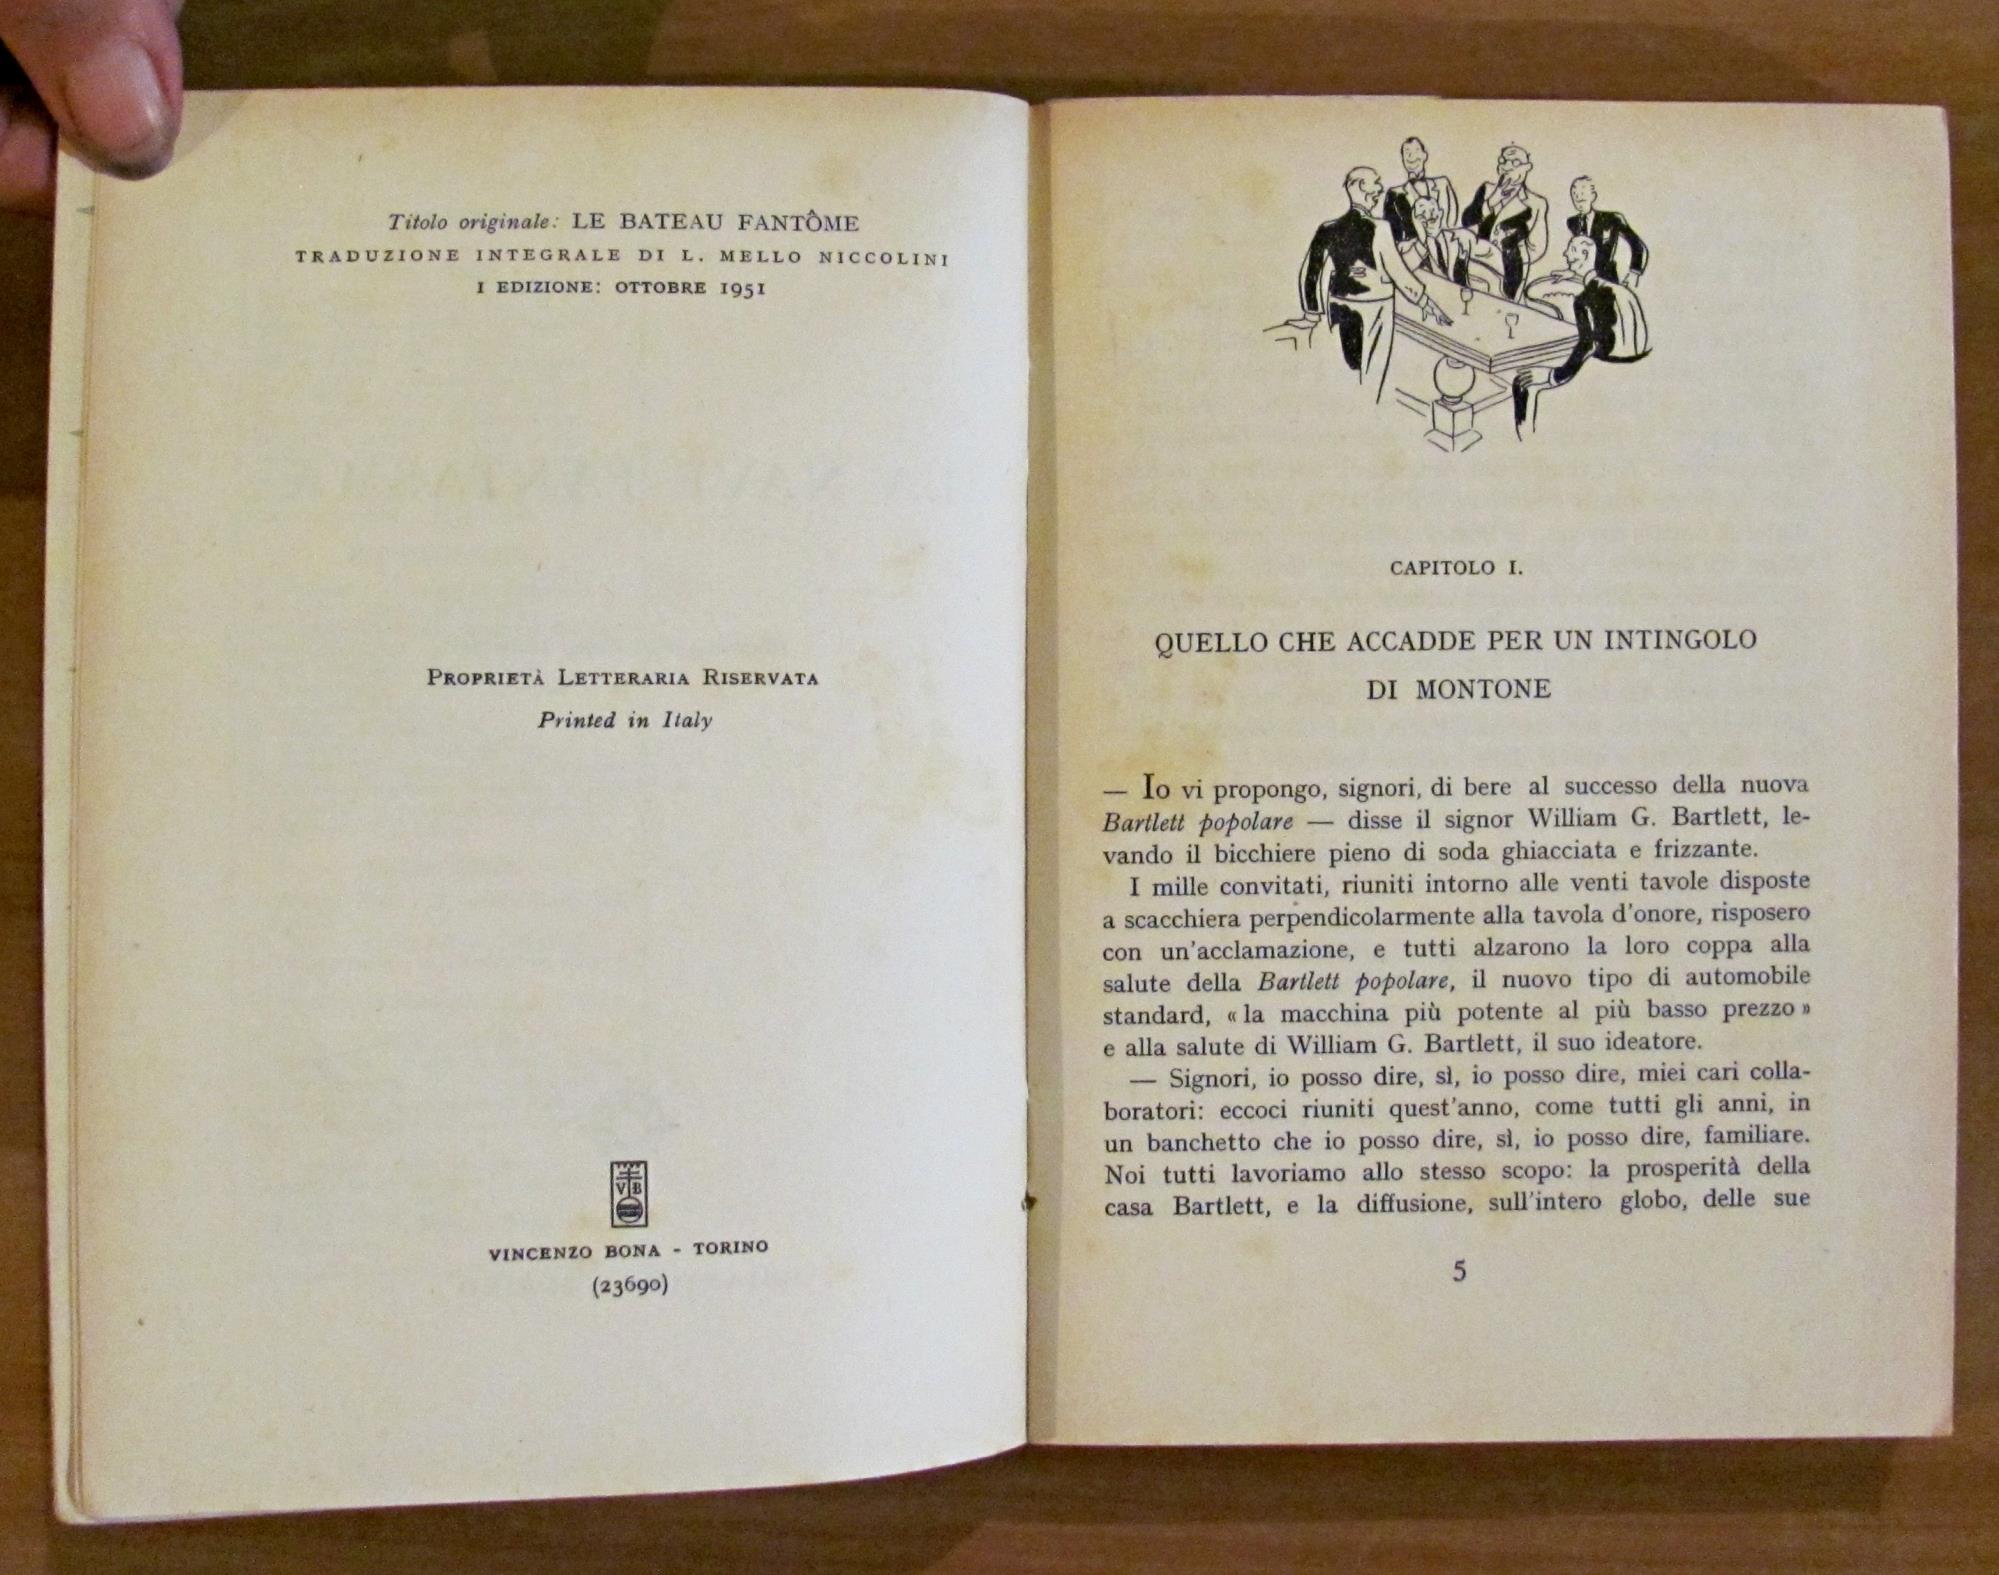 Titolo originale: LE BATEAU FANTÔME
TRADUZIONE INTEGRALE DI L. MELLO NICCOLINI
I EDIZIONE: OTTOBRE 1951
PROPRIETÀ LETTERARIA RISERVATA
Printed in Italy
VB
VINCENZO BONA - TORINO
(23690)
CAPITOLO I.
QUELLO CHE ACCADDE PER UN INTINGOLO
DI MONTONE
— Io vi propongo, signori, di bere al successo della nuova
Bartlett popolare — disse il signor William G. Bartlett, le-
vando il bicchiere pieno di soda ghiacciata e frizzante.
I mille convitati, riuniti intorno alle venti tavole disposte
a scacchiera perpendicolarmente alla tavola d'onore, risposero
con un'acclamazione, e tutti alzarono la loro coppa alla
salute della Bartlett popolare, il nuovo tipo di automobile
standard, « la macchina più potente al più basso prezzo »
e alla salute di William G. Bartlett, il suo ideatore.
— Signori, io posso dire, sì, io posso dire, miei cari colla-
boratori: eccoci riuniti quest'anno, come tutti gli anni, in
un banchetto che io posso dire, sì, io posso dire, familiare.
Noi tutti lavoriamo allo stesso scopo: la prosperità della
casa Bartlett, e la diffusione, sull'intero globo, delle sue
5